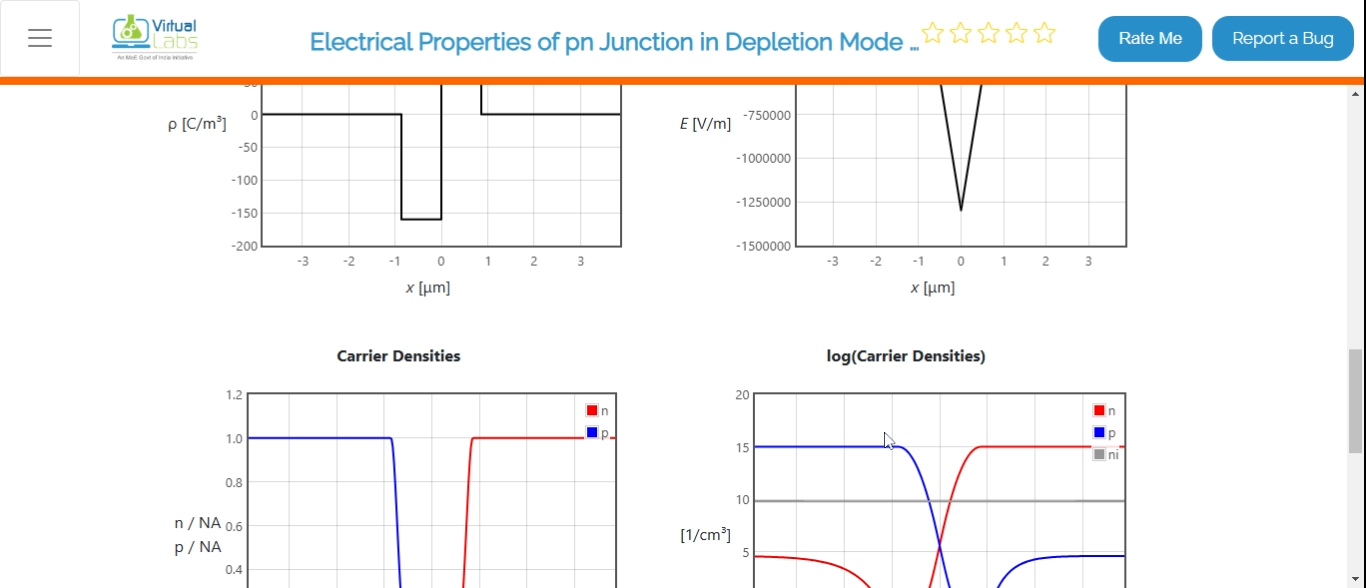 Virtual
Labs
An MoE Govt of India Initiative
Electrical Properties of pn Junction in Depletion Mode ...
Rate Me
Report a Bug
50
0
-50
-100
-150
-200
ρ [C/m³]
-3 -2 -1 0 1 2 3
x [μm]
-750000
-1000000
-1250000
-1500000
E [V/m]
-3 -2 -1 0 1 2 3
x [μm]
Carrier Densities
1.2
1.0
0.8
0.6
0.4
n / NA
p / NA
n
p
log(Carrier Densities)
20
15
10
5
[1/cm³]
n
p
ni